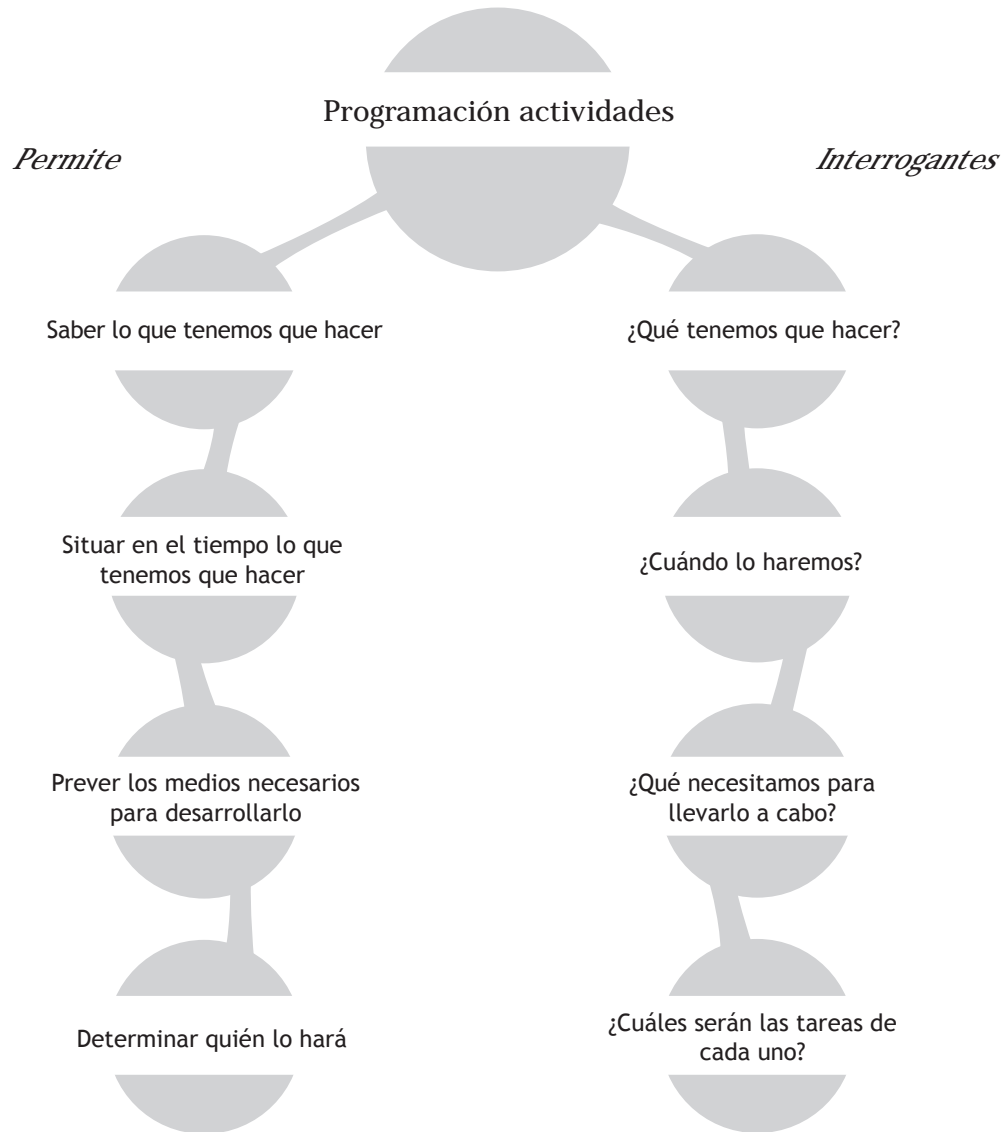 Programación actividades
Permite
Interrogantes
Saber lo que tenemos que hacer
¿Qué tenemos que hacer?
Situar en el tiempo lo que
tenemos que hacer
¿Cuándo lo haremos?
Prever los medios necesarios
para desarrollarlo
¿Qué necesitamos para
llevarlo a cabo?
Determinar quién lo hará
¿Cuáles serán las tareas de
cada uno?